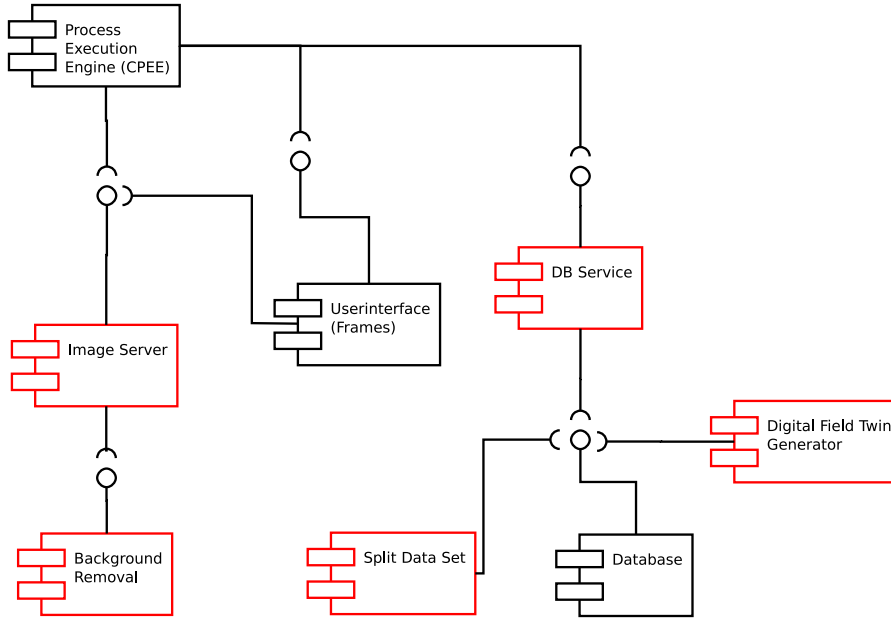 Process
Execution
Engine (CPEE)
DB Service
Userinterface
(Frames)
Image Server
Digital Field Twin
Generator
Background
Removal
Split Data Set
Database